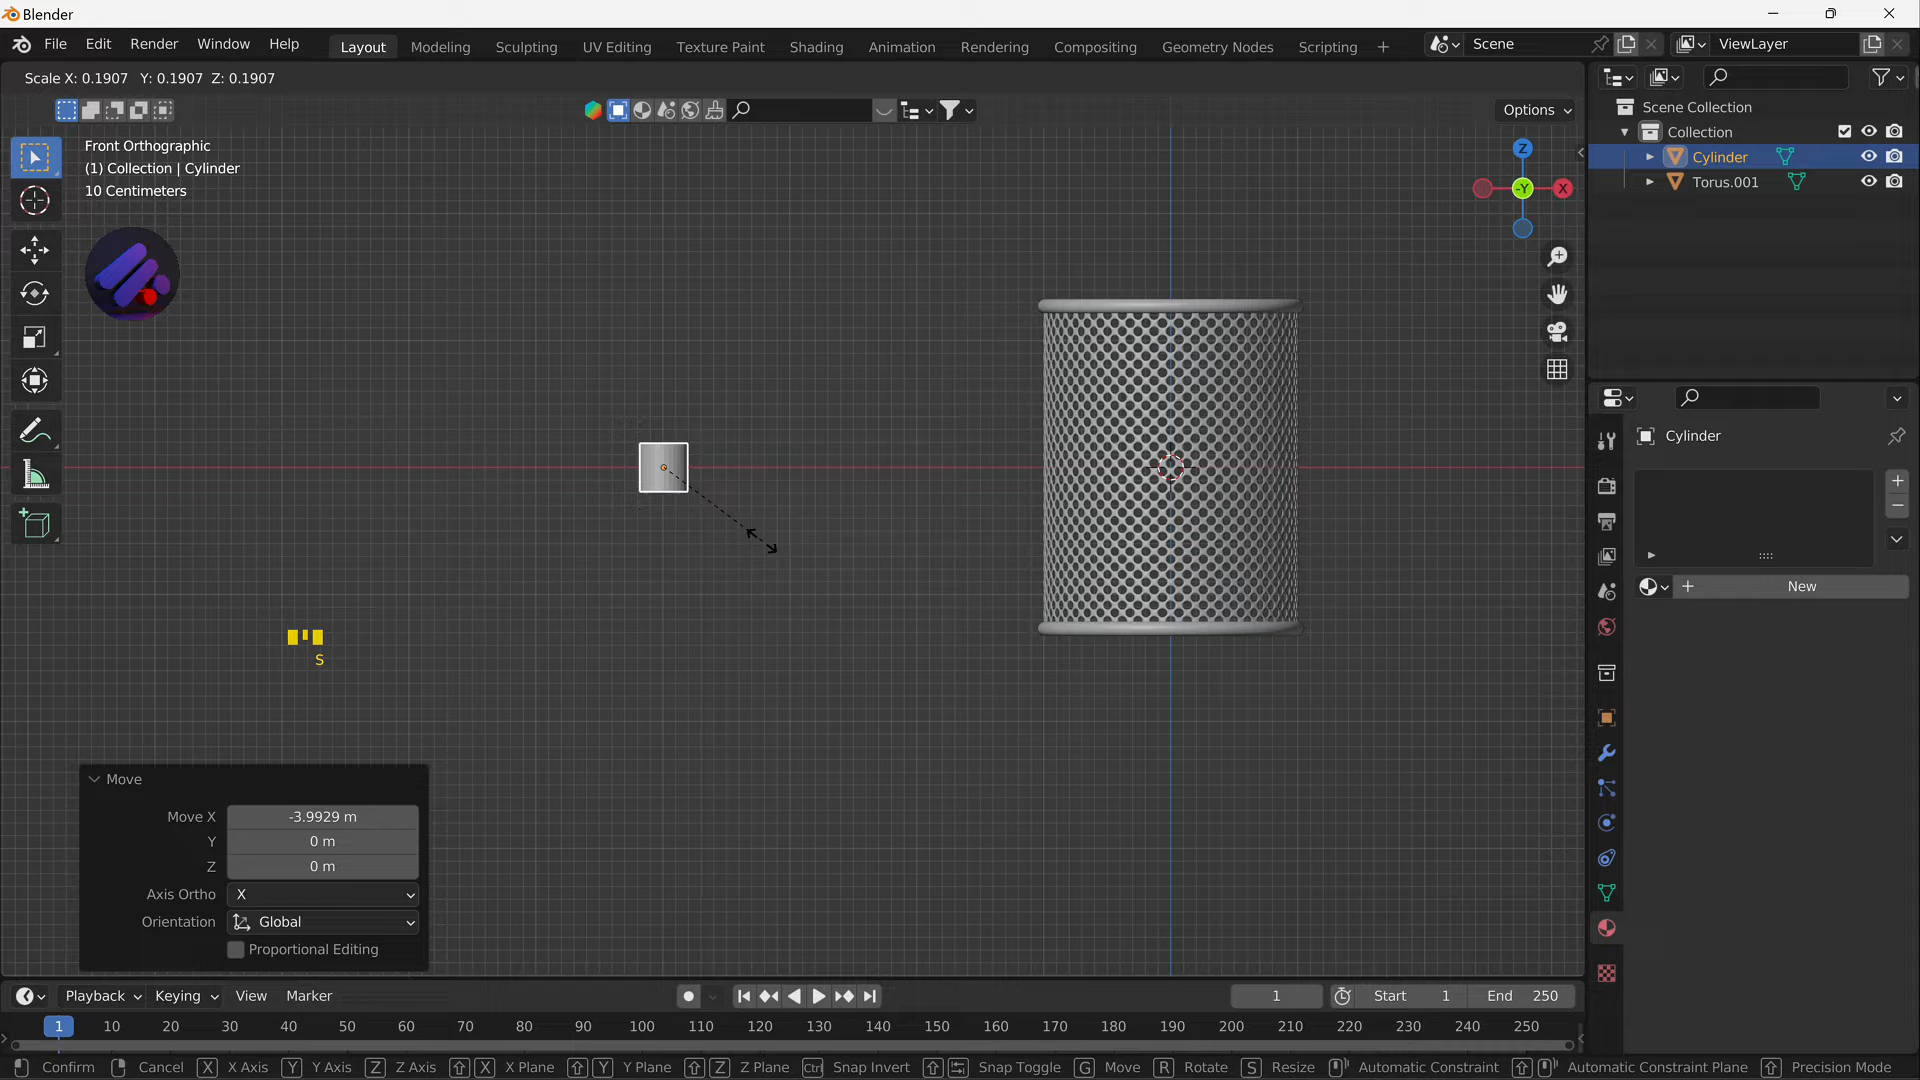 Blender
File Edit Render Window Help Layout Modeling Sculpting UV Editing Texture Paint Shading Animation Rendering Compositing Geometry Nodes Scripting + Scene ViewLayer
Scale X: 0.1907 Y: 0.1907 Z: 0.1907
Options
Front Orthographic
(1) Collection | Cylinder
10 Centimeters
Z
-Y
X
Scene Collection
Collection
Cylinder
Torus.001
Cylinder
New
S
Move
Move X -3.9929 m
Y 0 m
Z 0 m
Axis Ortho X
Orientation Global
Proportional Editing
Playback Keying View Marker 1 Start 1 End 250
1 10 20 30 40 50 60 70 80 90 100 110 120 130 140 150 160 170 180 190 200 210 220 230 240 250
Confirm Cancel X X Axis Y Y Axis Z Z Axis X X Plane Y Y Plane Z Z Plane Ctrl Snap Invert Snap Toggle G Move R Rotate S Resize Automatic Constraint Automatic Constraint Plane Precision Mode